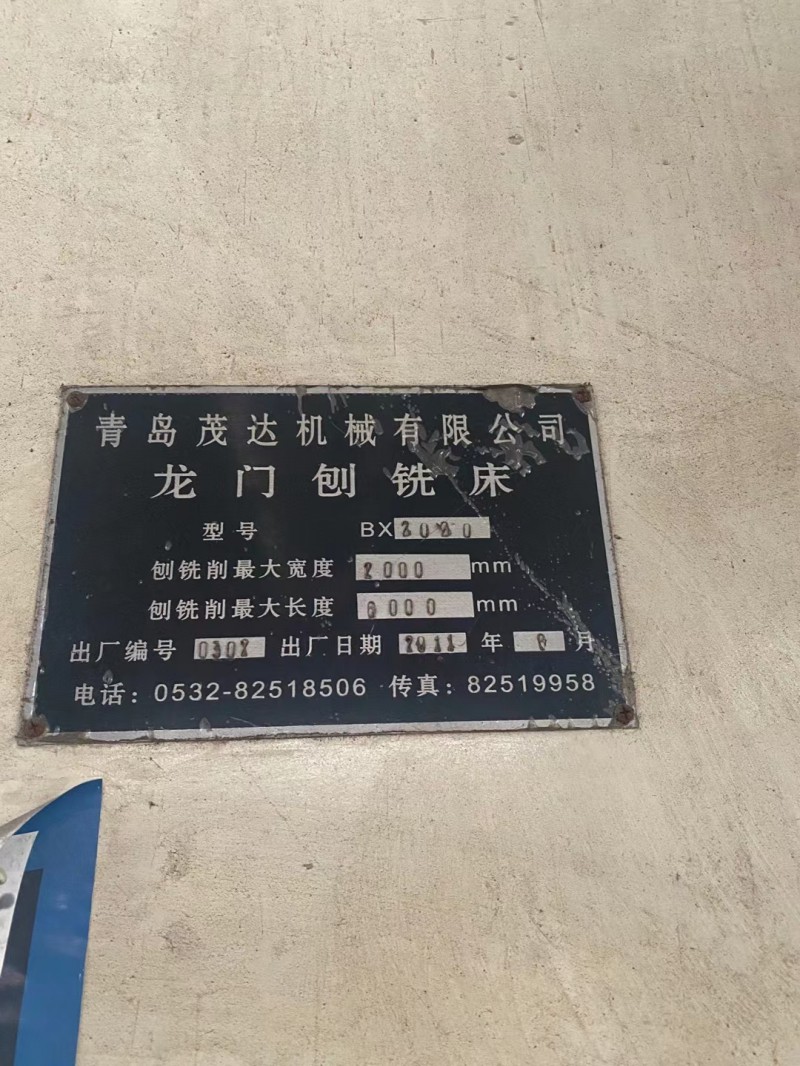 青岛茂达机械有限公司
龙门刨铣床
型号 BX2020
刨铣削最大宽度 2000 mm
刨铣削最大长度 6000 mm
出厂编号 出厂日期 2011 年 月
电话：0532-82518506 传真：82519958